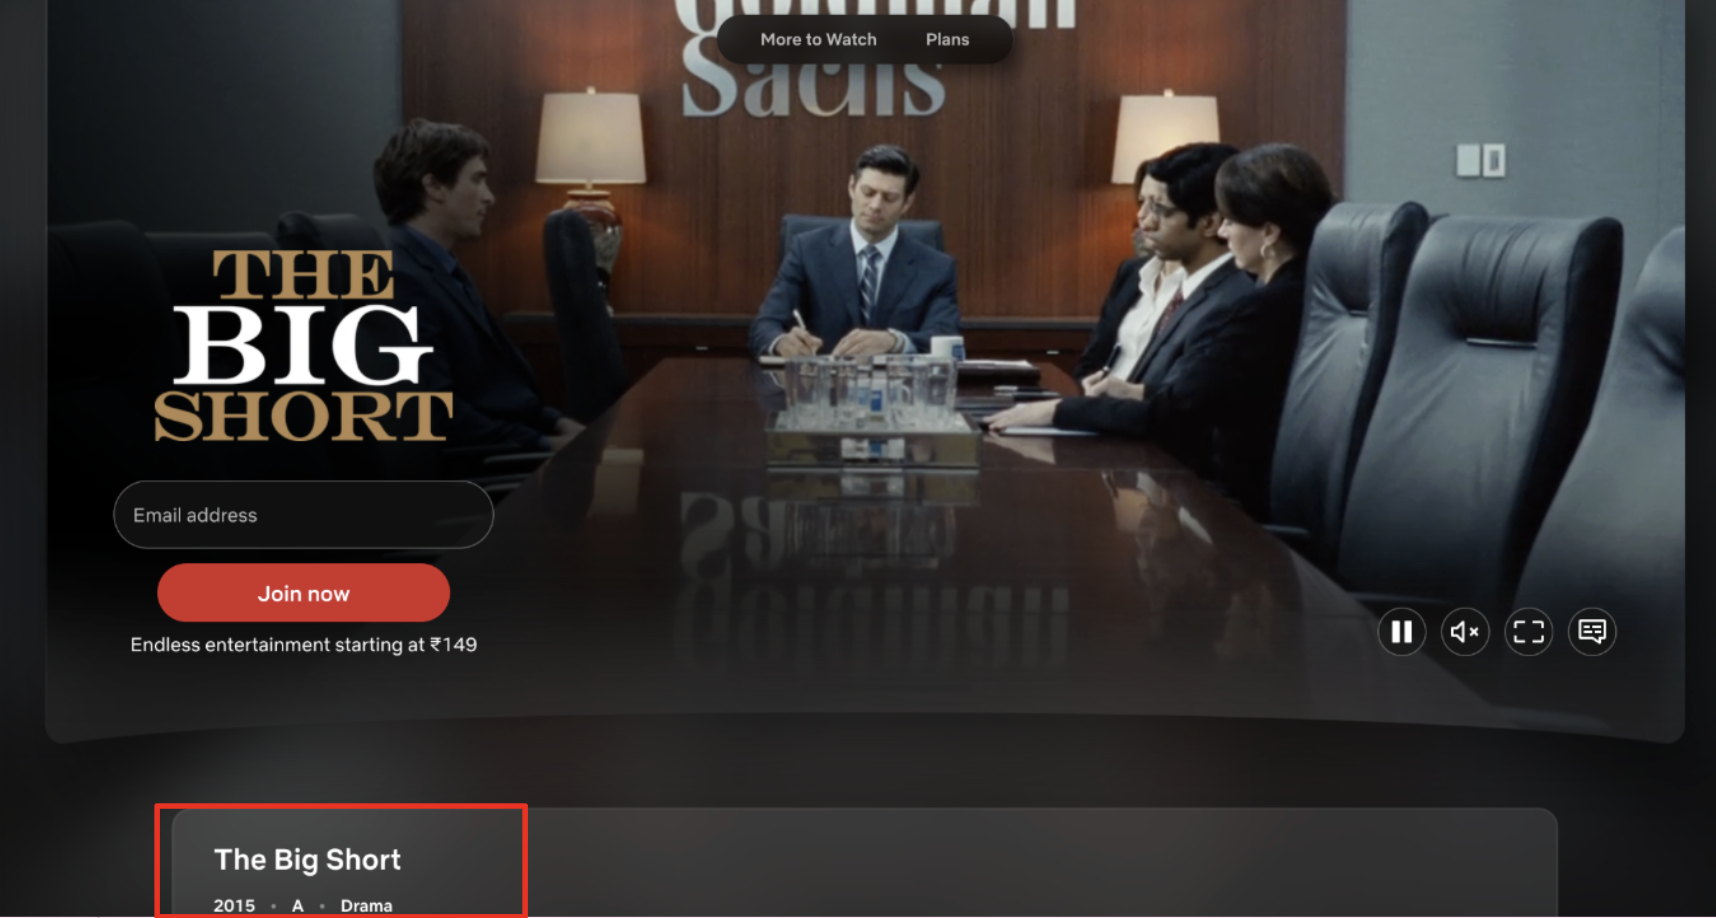 goldman
More to Watch
Plans
Sachs
THE
BIG
SHORT
Email address
Join now
Endless entertainment starting at ₹149
The Big Short
2015 • A • Drama